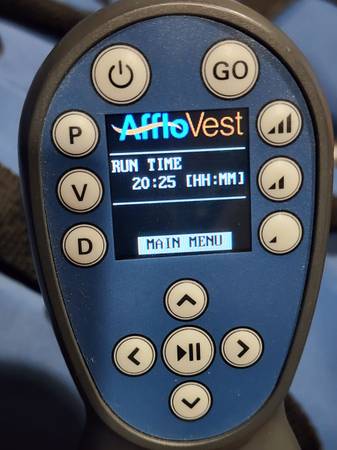 GO
AffloVest
P
RUN TIME
20:25 [HH:MM]
V
D
MAIN MENU